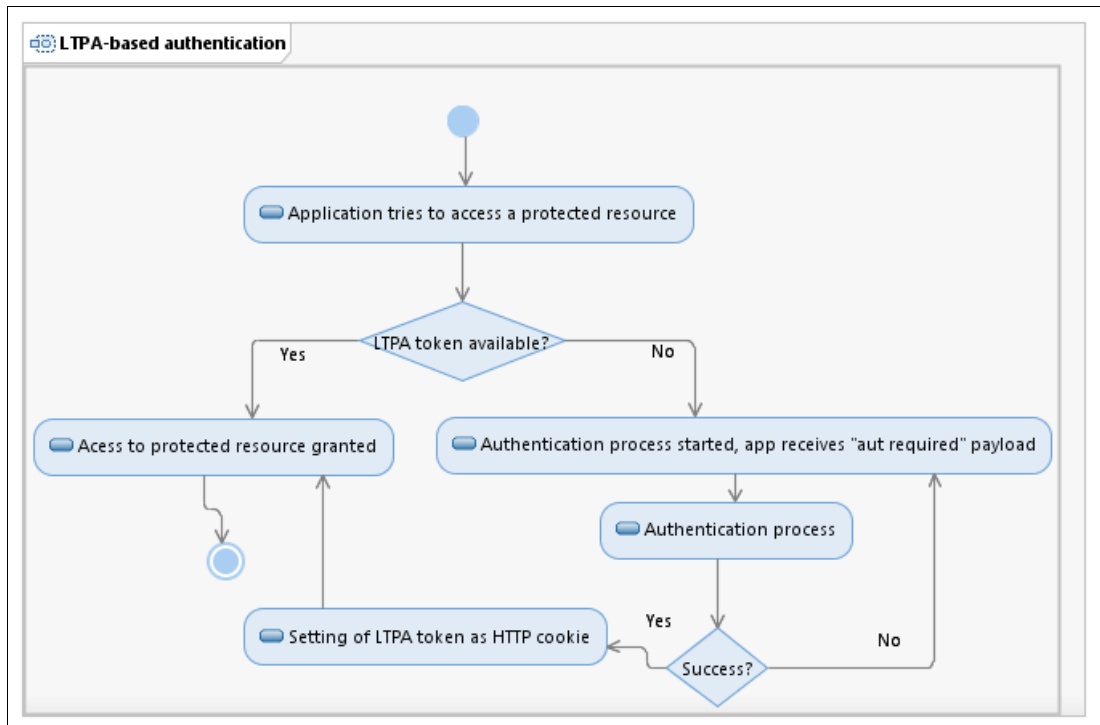 LTPA-based authentication
Application tries to access a protected resource
LTPA token available?
Yes
No
Acess to protected resource granted
Authentication process started, app receives "aut required" payload
Authentication process
Yes
No
Setting of LTPA token as HTTP cookie
Success?